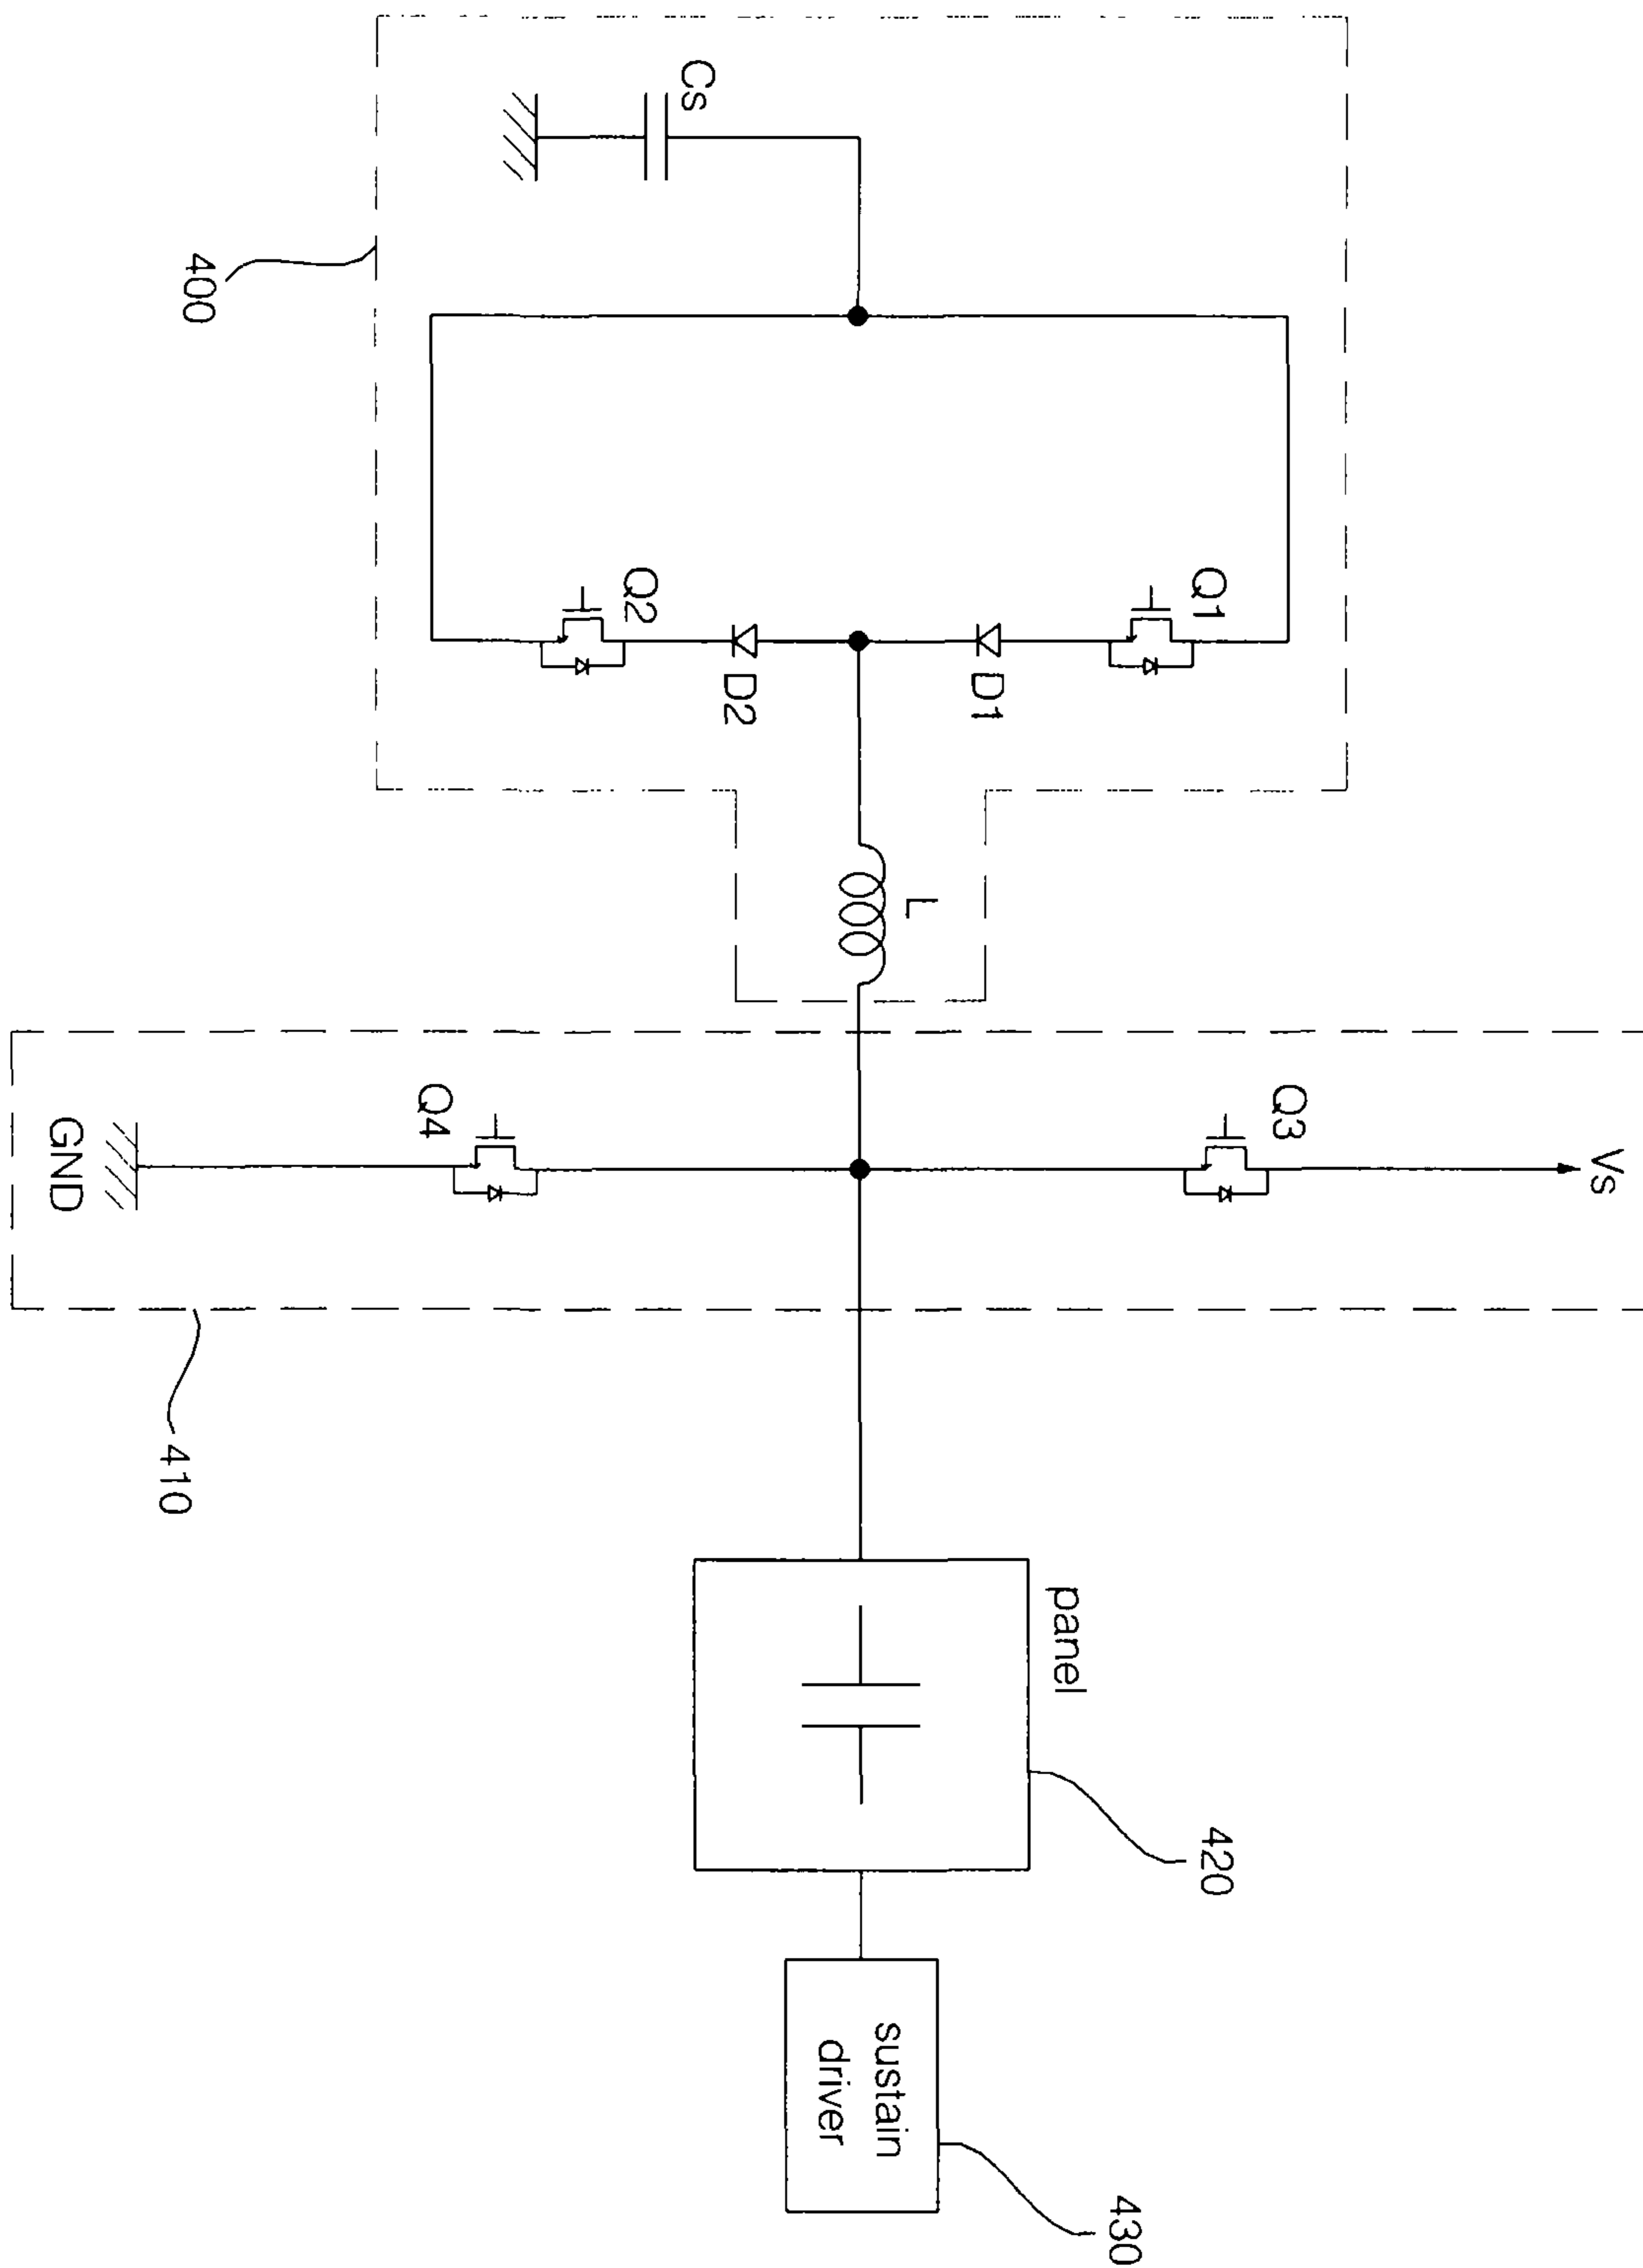 Vs
Q3
Q1
panel
420
430
D1
L
sustain
driver
Cs
Q2
D2
Q4
400
410
GND